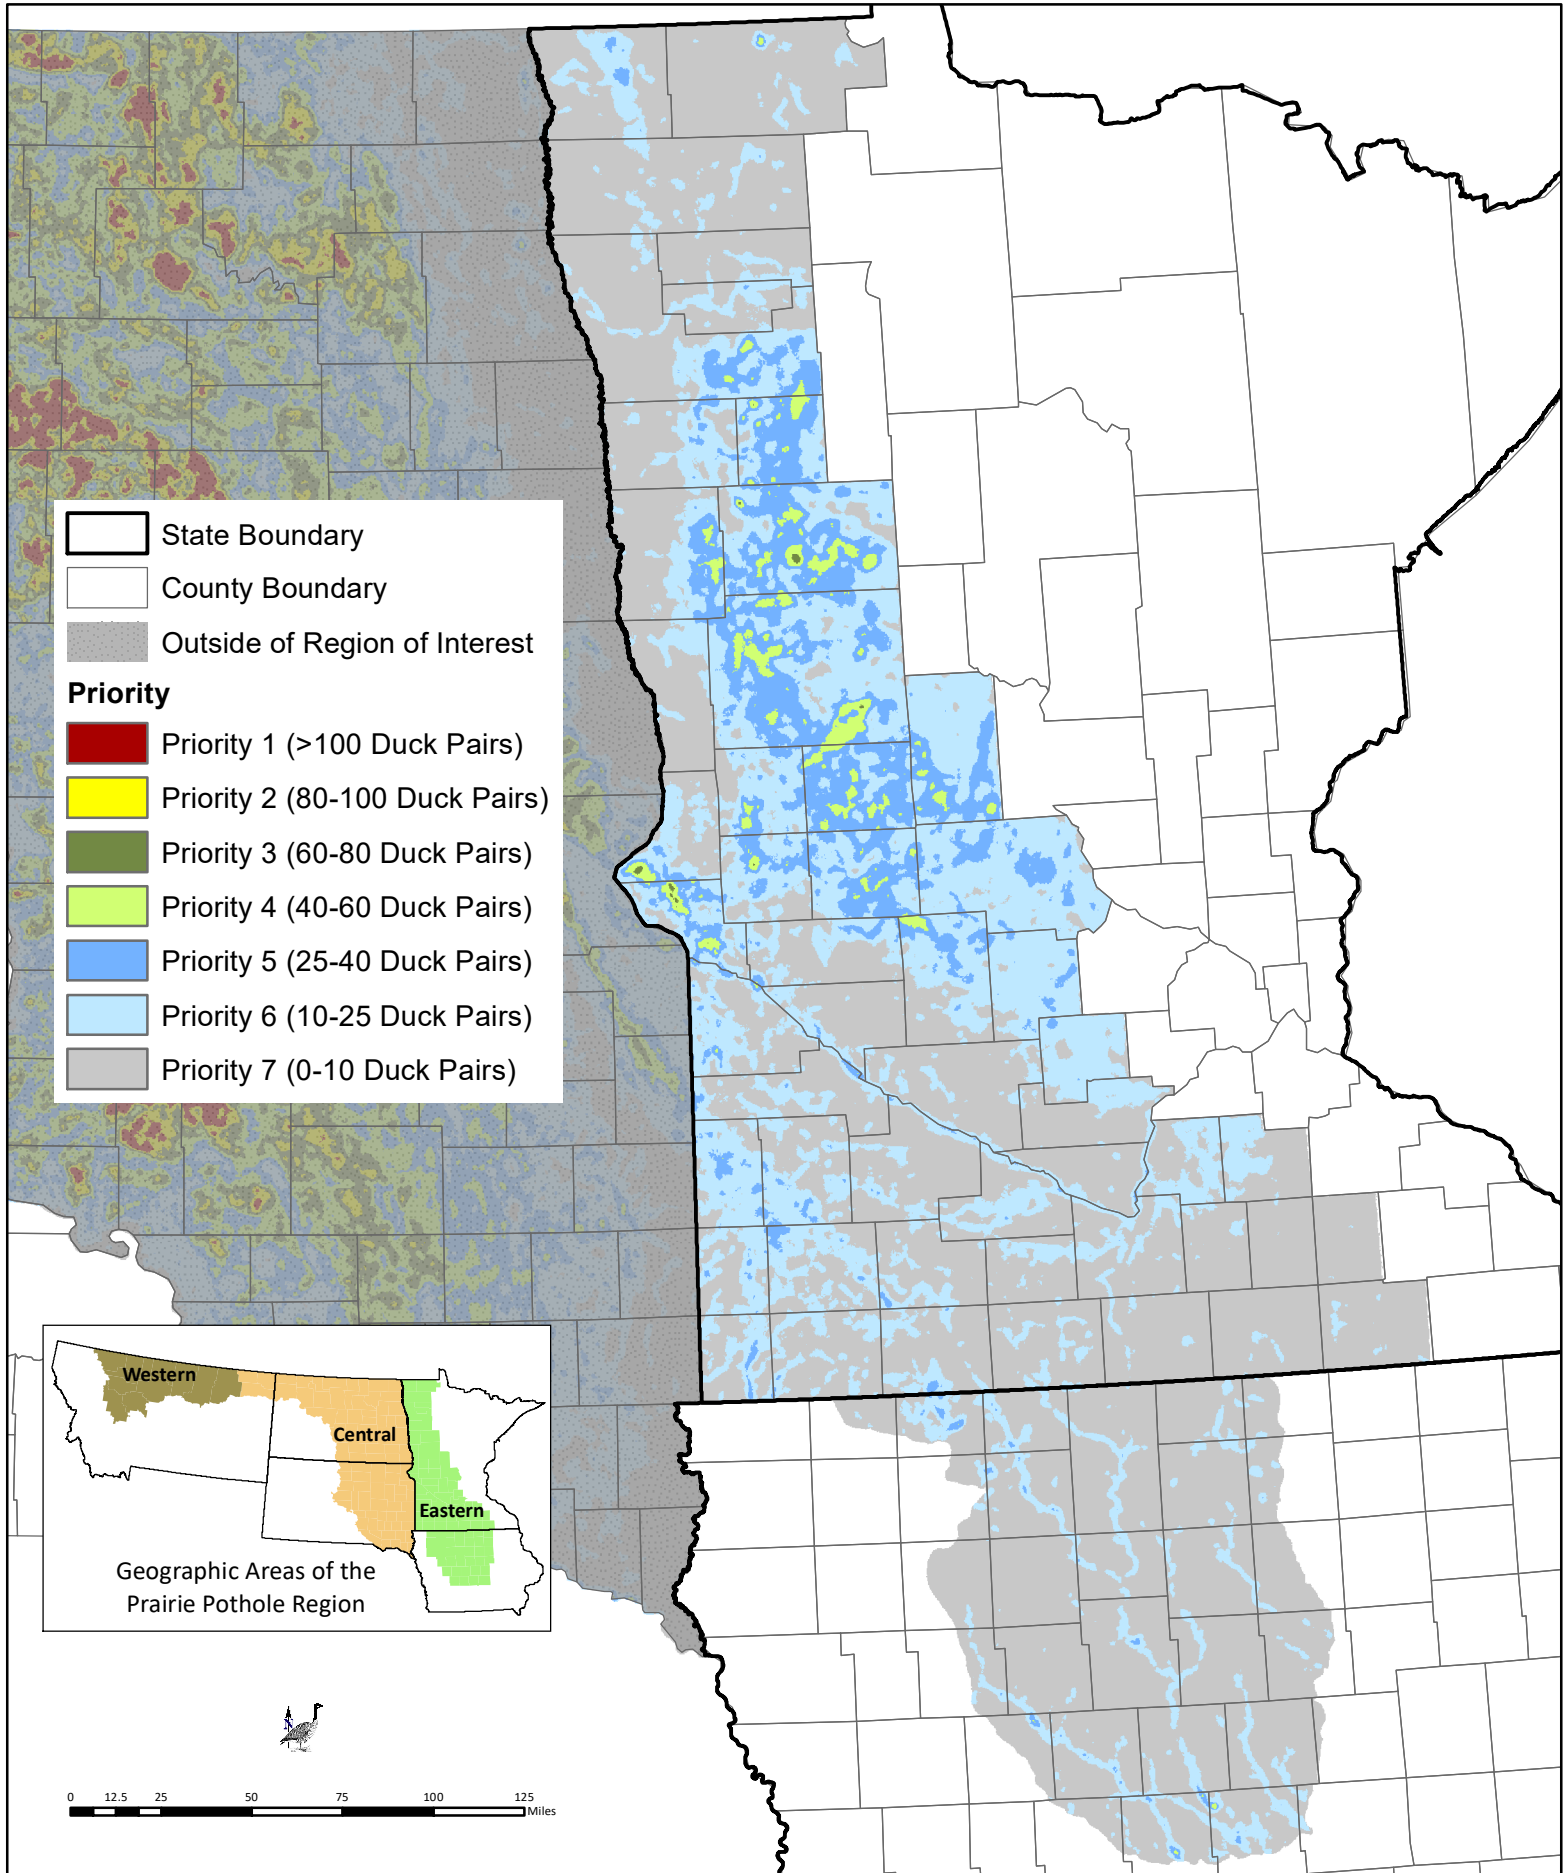 State Boundary
County Boundary
Outside of Region of Interest
Priority
Priority 1 (>100 Duck Pairs)
Priority 2 (80-100 Duck Pairs)
Priority 3 (60-80 Duck Pairs)
Priority 4 (40-60 Duck Pairs)
Priority 5 (25-40 Duck Pairs)
Priority 6 (10-25 Duck Pairs)
Priority 7 (0-10 Duck Pairs)
Western
Central
Eastern
Geographic Areas of the
Prairie Pothole Region
N
0 12.5 25 50 75 100 125
Miles